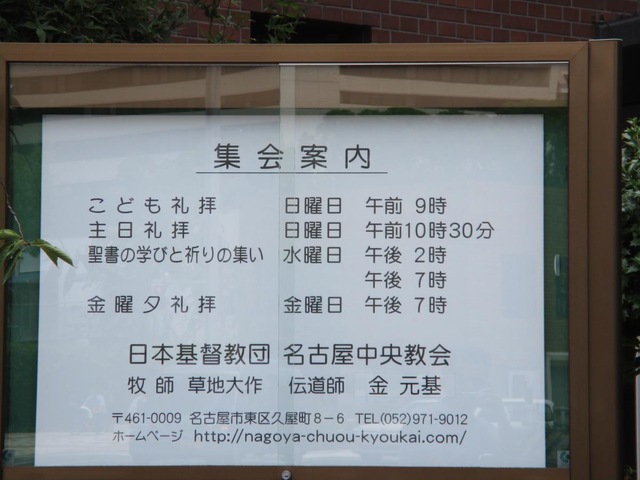 集会案内
こども礼拝 日曜日 午前 9時
主日礼拝 日曜日 午前10時30分
聖書の学びと祈りの集い 水曜日 午後 2時
午後 7時
金曜夕礼拝 金曜日 午後 7時
日本基督教団 名古屋中央教会
牧師 草地大作 伝道師 金 元基
〒461-0009 名古屋市東区久屋町8-6 TEL(052)971-9012
ホームページ http://nagoya-chuou-kyoukai.com/